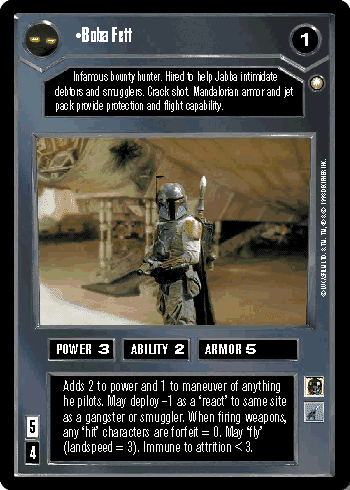 •Boba Fett
1
Infamous bounty hunter. Hired to help Jabba intimidate
debtors and smugglers. Crack shot. Mandalorian armor and jet
pack provide protection and flight capability.
POWER 3 ABILITY 2 ARMOR 5
Adds 2 to power and 1 to maneuver of anything
he pilots. May deploy –1 as a 'react' to same site
as a gangster or smuggler. When firing weapons,
any 'hit' characters are forfeit = 0. May "fly"
(landspeed = 3). Immune to attrition < 3.
5
4